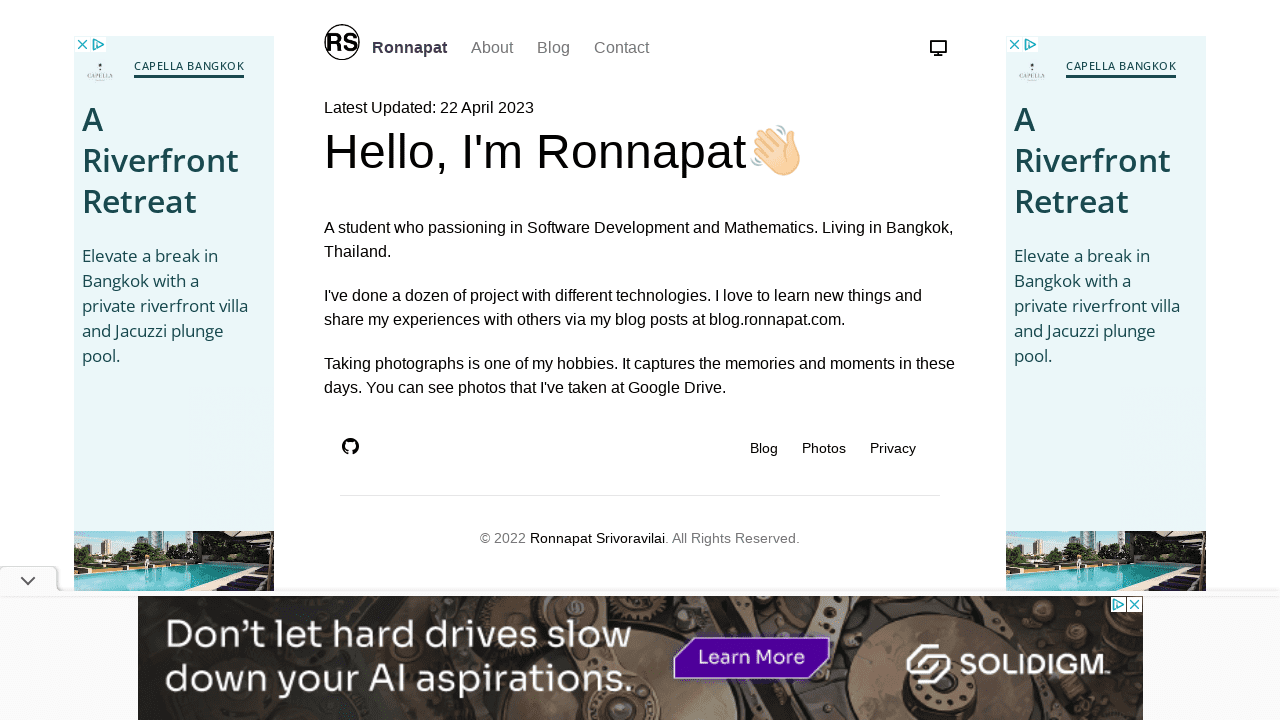 RS
Ronnapat
About
Blog
Contact
CAPELLA BANGKOK
A
Riverfront
Retreat
Elevate a break in
Bangkok with a
private riverfront villa
and Jacuzzi plunge
pool.
Latest Updated: 22 April 2023
Hello, I'm Ronnapat👋🏻
A student who passioning in Software Development and Mathematics. Living in Bangkok,
Thailand.
I've done a dozen of project with different technologies. I love to learn new things and
share my experiences with others via my blog posts at blog.ronnapat.com.
Taking photographs is one of my hobbies. It captures the memories and moments in these
days. You can see photos that I've taken at Google Drive.
Blog
Photos
Privacy
© 2022 Ronnapat Srivoravilai. All Rights Reserved.
CAPELLA BANGKOK
A
Riverfront
Retreat
Elevate a break in
Bangkok with a
private riverfront villa
and Jacuzzi plunge
pool.
Don't let hard drives slow
down your AI aspirations.
Learn More
SOLIDIGM